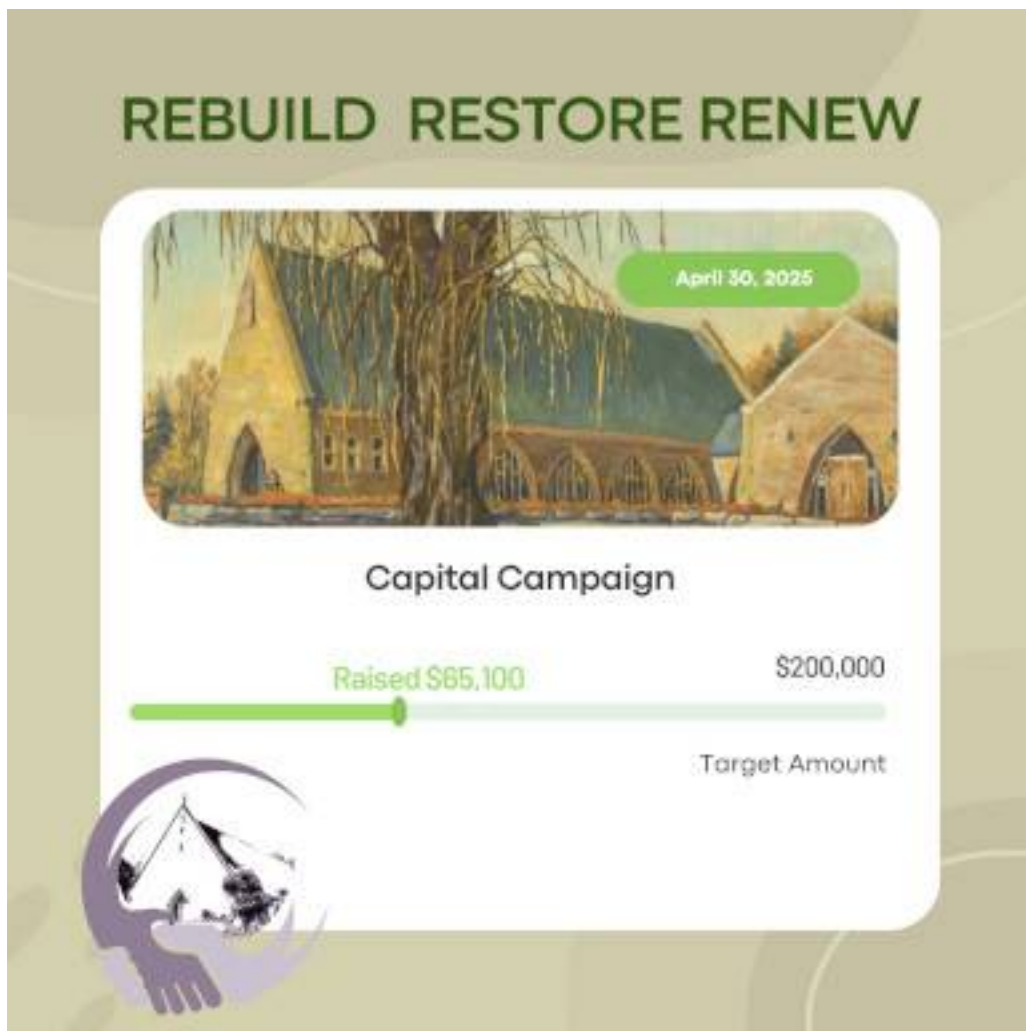 REBUILD RESTORE RENEW
April 30, 2025
Capital Campaign
Raised $65,100
$200,000
Target Amount